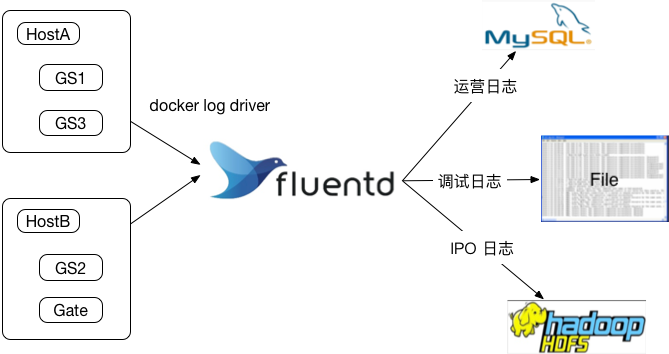 HostA
GS1
GS3
docker log driver
HostB
GS2
Gate
fluentd
MySQL
运营日志
调试日志
File
IPO 日志
hadoop
HDFS